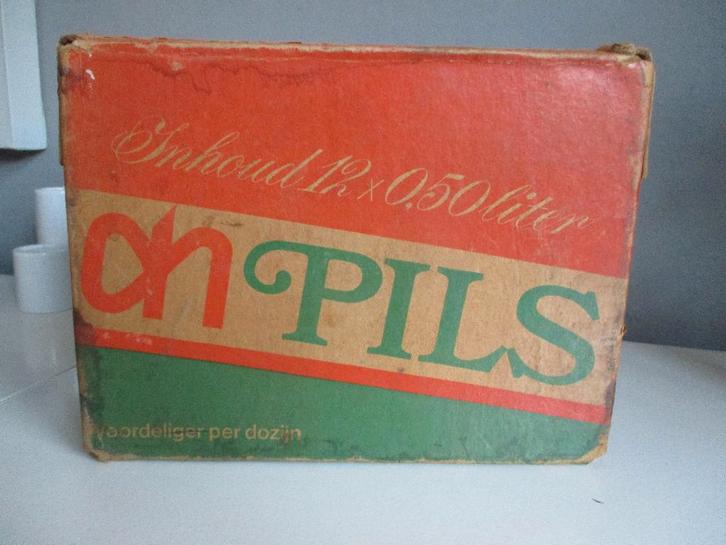 Inhoud 12 x 0,50 liter
ah PILS
voordeliger per dozijn